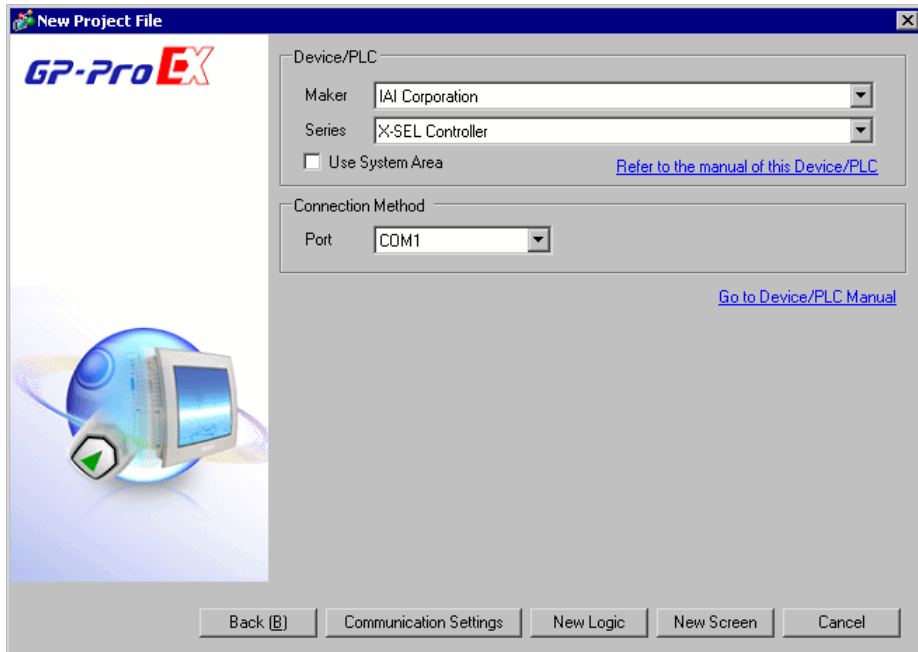 New Project File
GP-Pro EX
Device/PLC
Maker IAI Corporation
Series X-SEL Controller
Use System Area Refer to the manual of this Device/PLC
Connection Method
Port COM1
Go to Device/PLC Manual
Back (B) Communication Settings New Logic New Screen Cancel